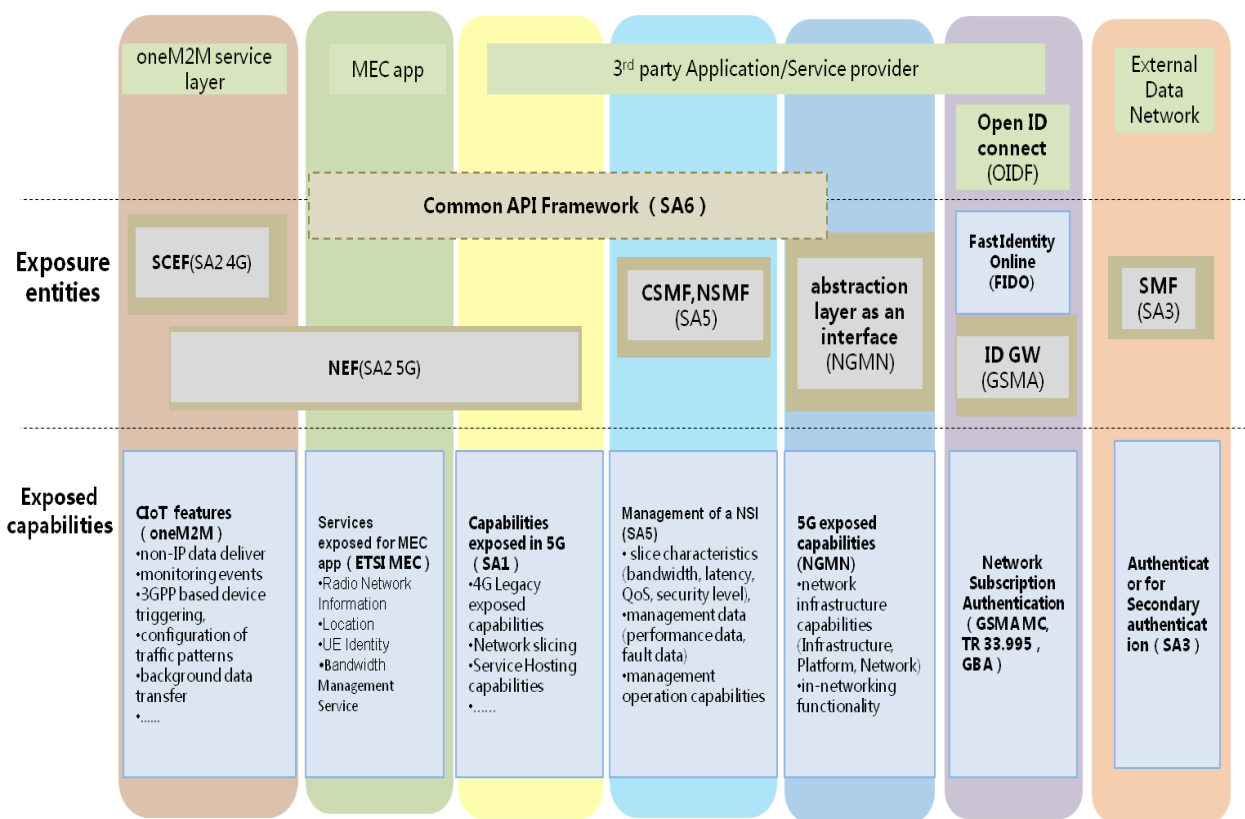 oneM2M service
layer
MEC app
3rd party Application/Service provider
External
Data
Network
Open ID
connect
(OIDF)
Common API Framework ( SA6 )
Exposure
entities
SCEF(SA2 4G)
NEF(SA2 5G)
CSMF,NSMF
(SA5)
abstraction
layer as an
interface
(NGMN)
Fast Identity
Online
(FIDO)
ID GW
(GSMA)
SMF
(SA3)
Exposed
capabilities
CIoT features
( oneM2M )
•non-IP data deliver
•monitoring events
•3GPP based device
triggering,
•configuration of
traffic patterns
•background data
transfer
•......
Services
exposed for MEC
app ( ETSI MEC )
•Radio Network
Information
•Location
•UE Identity
•Bandwidth
Management
Service
Capabilities
exposed in 5G
( SA1 )
•4G Legacy
exposed
capabilities
•Network slicing
•Service Hosting
capabilities
•......
Management of a NSI
(SA5)
• slice characteristics
(bandwidth, latency,
QoS, security level),
•management data
(performance data,
fault data)
•management
operation capabilities
5G exposed
capabilities
(NGMN)
•network
infrastructure
capabilities
(Infrastructure,
Platform, Network)
•in-networking
functionality
Network
Subscription
Authentication
( GSMA MC,
TR 33.995 ,
GBA )
Authenticat
or for
Secondary
authenticat
ion ( SA3 )